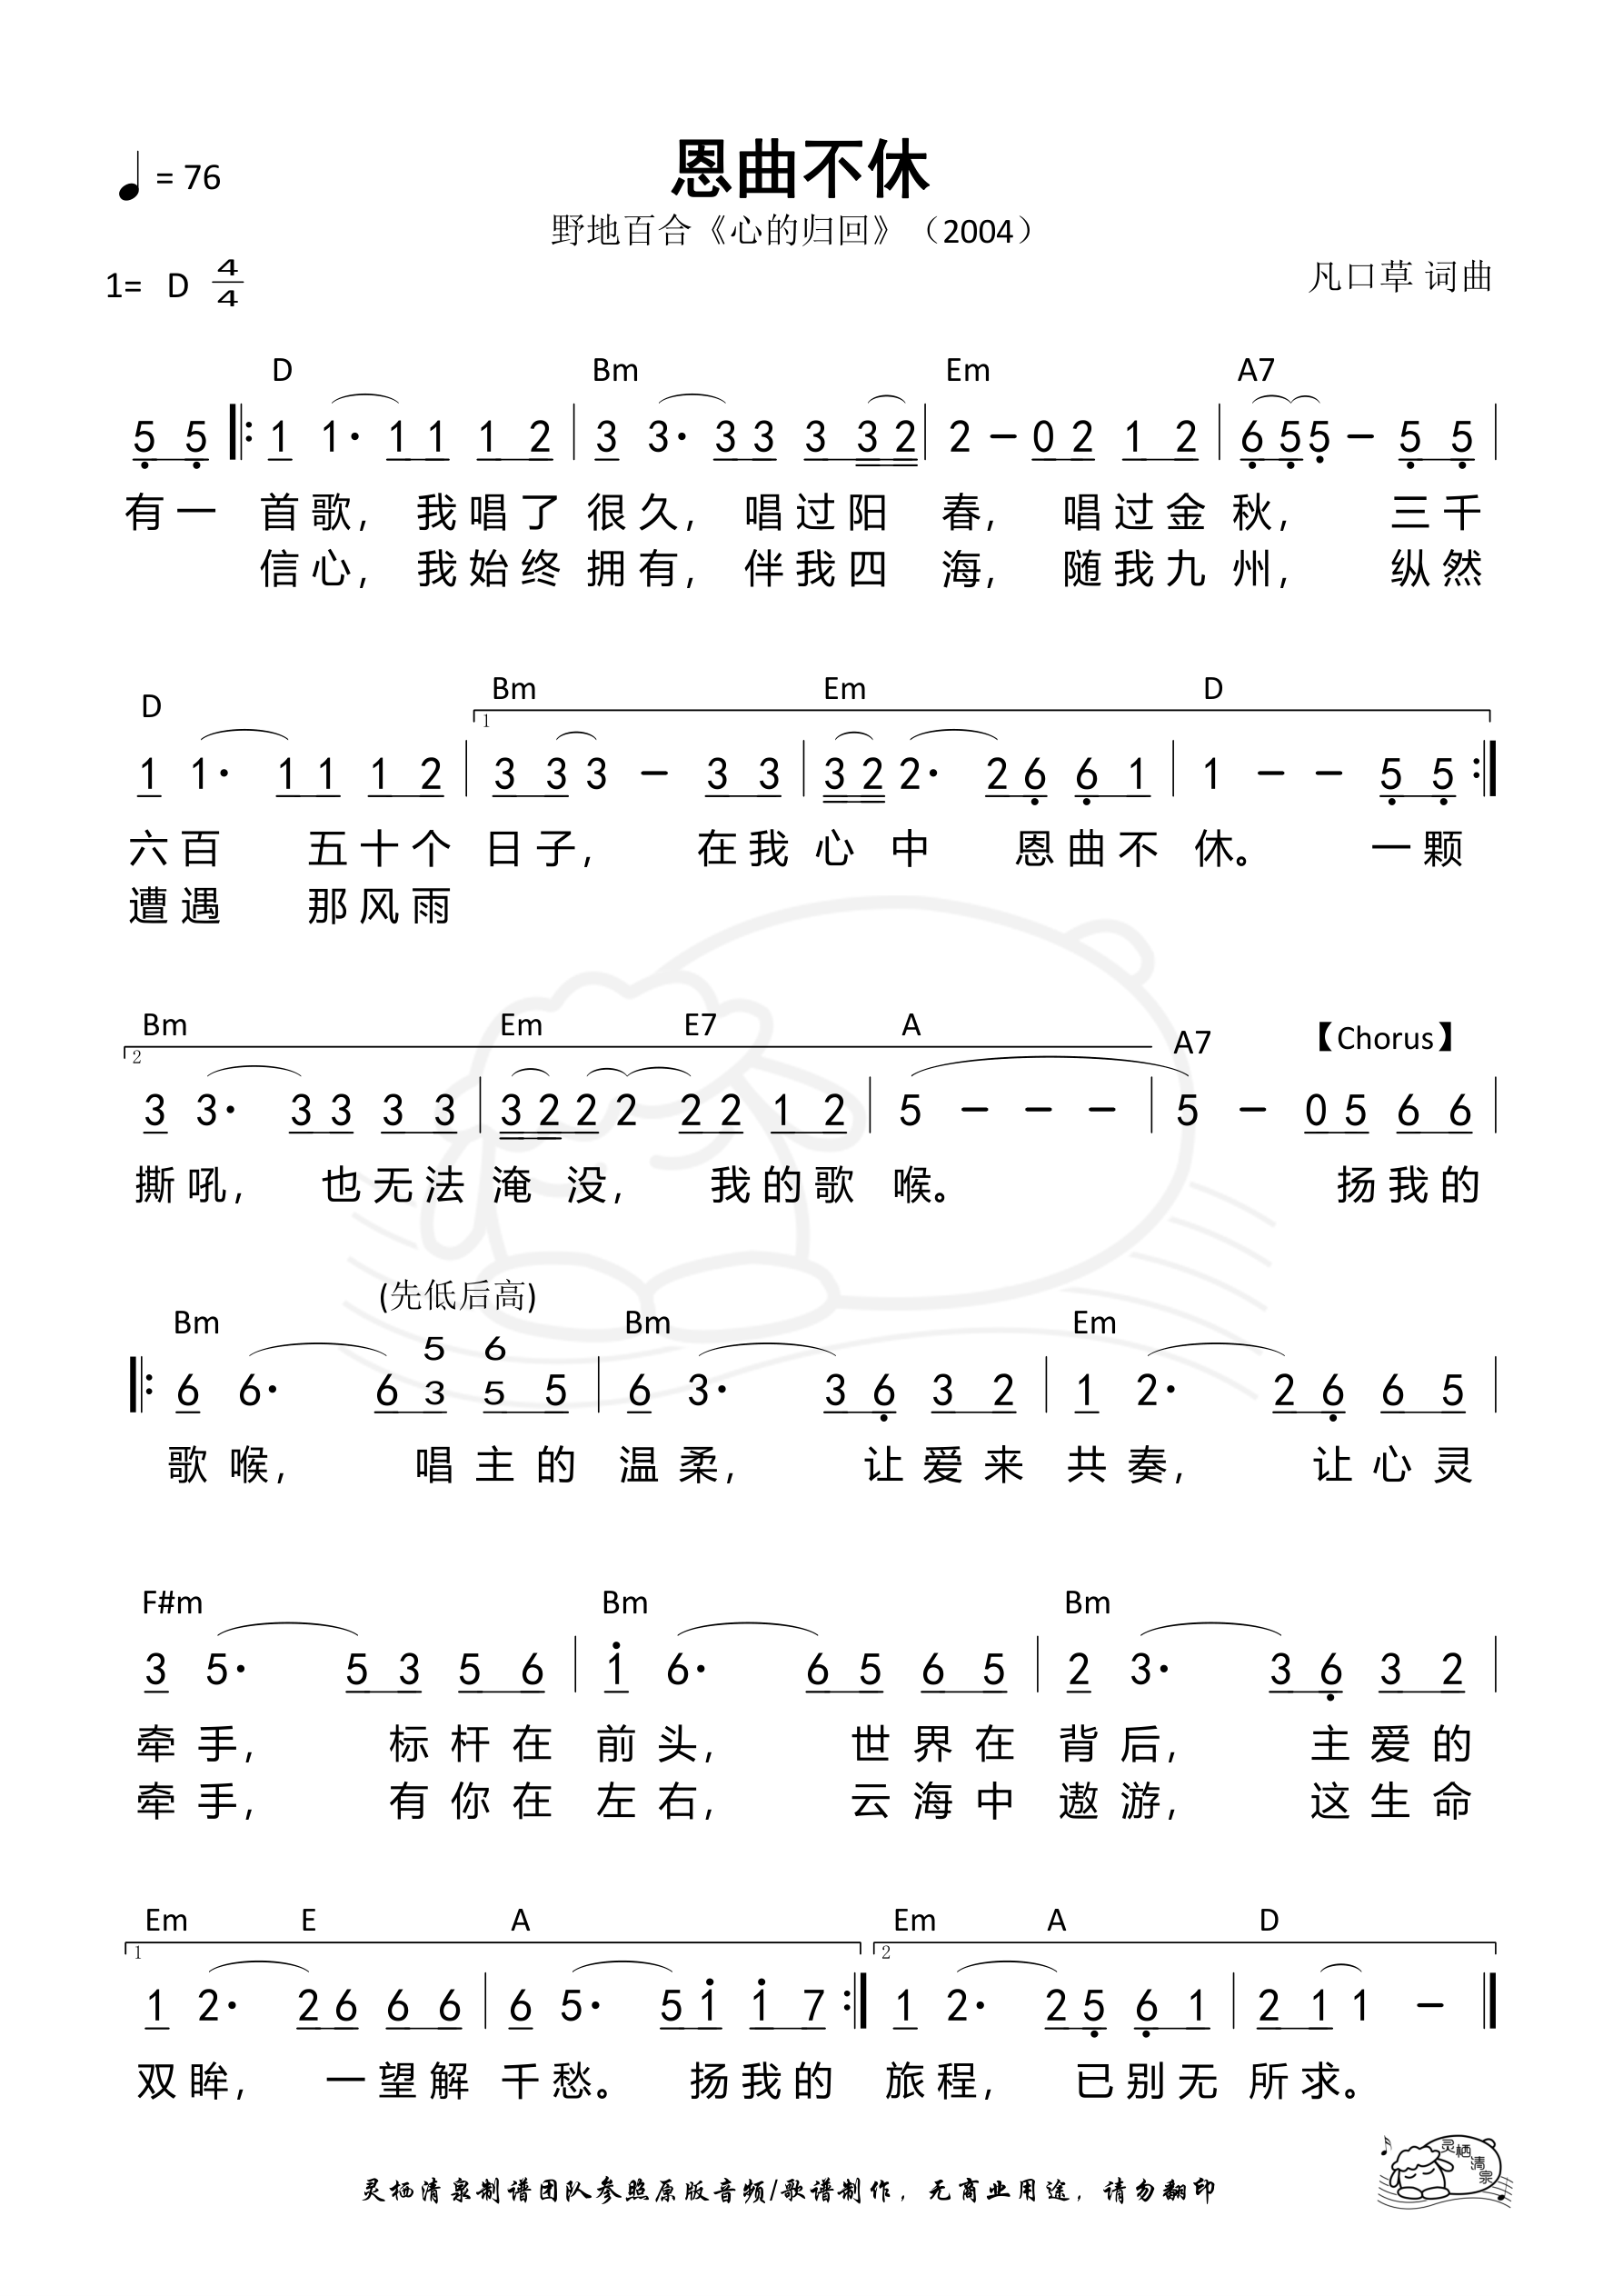 恩曲不休
= 76
野地百合《心的归回》（2004）
1= D 4/4
凡口草 词曲
D Bm Em A7
5 5 1 1· 1 1 1 2 3 3· 3 3 3 3 2 2 – 0 2 1 2 6 5 5 – 5 5
有一 首歌， 我唱了 很久， 唱过阳 春， 唱过金 秋， 三千
信心， 我始终 拥有， 伴我四 海， 随我九 州， 纵然
D Bm Em D
1
1 1· 1 1 1 2 3 3 3 – 3 3 3 2 2· 2 6 6 1 1 – – 5 5
六百 五十个 日子， 在我 心中 恩曲不 休。 一颗
遭遇 那风雨
Bm Em E7 A A7 【Chorus】
2
3 3· 3 3 3 3 3 2 2 2 2 2 1 2 5 – – – 5 – 0 5 6 6
撕吼， 也无法 淹没， 我的歌 喉。 扬我的
(先低后高)
Bm Bm Em
5 6
6 6· 6 3 5 5 6 3· 3 6 3 2 1 2· 2 6 6 5
歌喉， 唱主的 温柔， 让爱来 共奏， 让心灵
F#m Bm Bm
3 5· 5 3 5 6 1 6· 6 5 6 5 2 3· 3 6 3 2
牵手， 标杆在 前头， 世界在 背后， 主爱的
牵手， 有你在 左右， 云海中 遨游， 这生命
Em E A Em A D
1 2
1 2· 2 6 6 6 6 5· 5 1 1 7 1 2· 2 5 6 1 2 1 1 –
双眸， 一望解 千愁。 扬我的 旅程， 已别无 所求。
灵栖清泉
灵栖清泉制谱团队参照原版音频/歌谱制作，无商业用途，请勿翻印